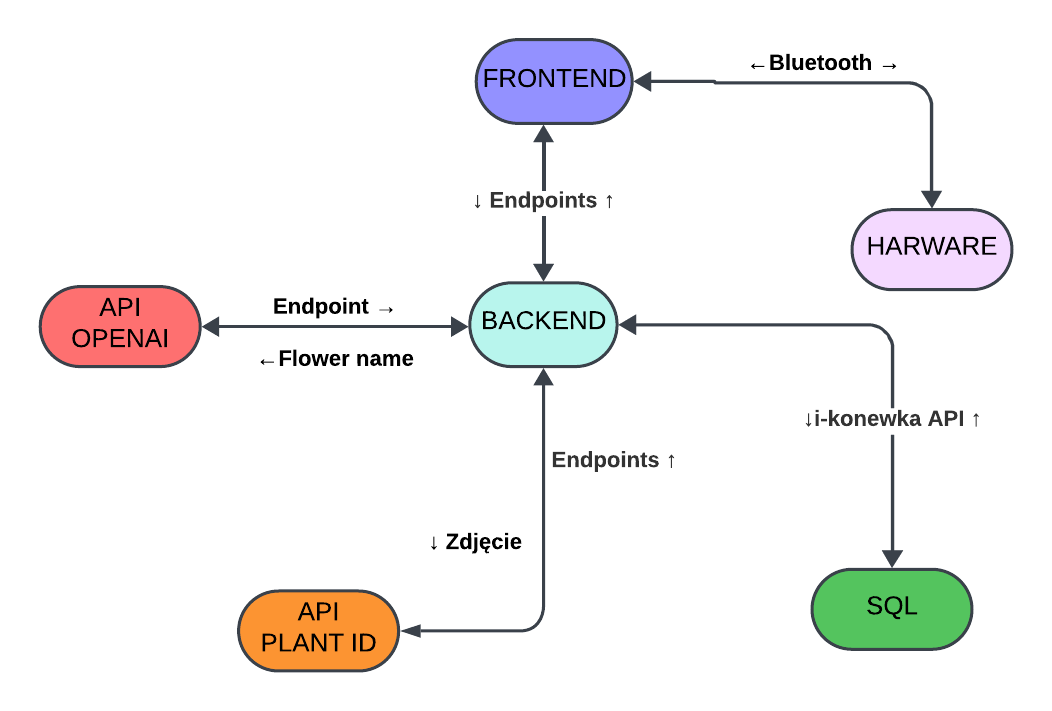 FRONTEND
←Bluetooth →
↓ Endpoints ↑
HARWARE
API
OPENAI
Endpoint →
←Flower name
BACKEND
↓i-konewka API ↑
Endpoints ↑
↓ Zdjęcie
API
PLANT ID
SQL